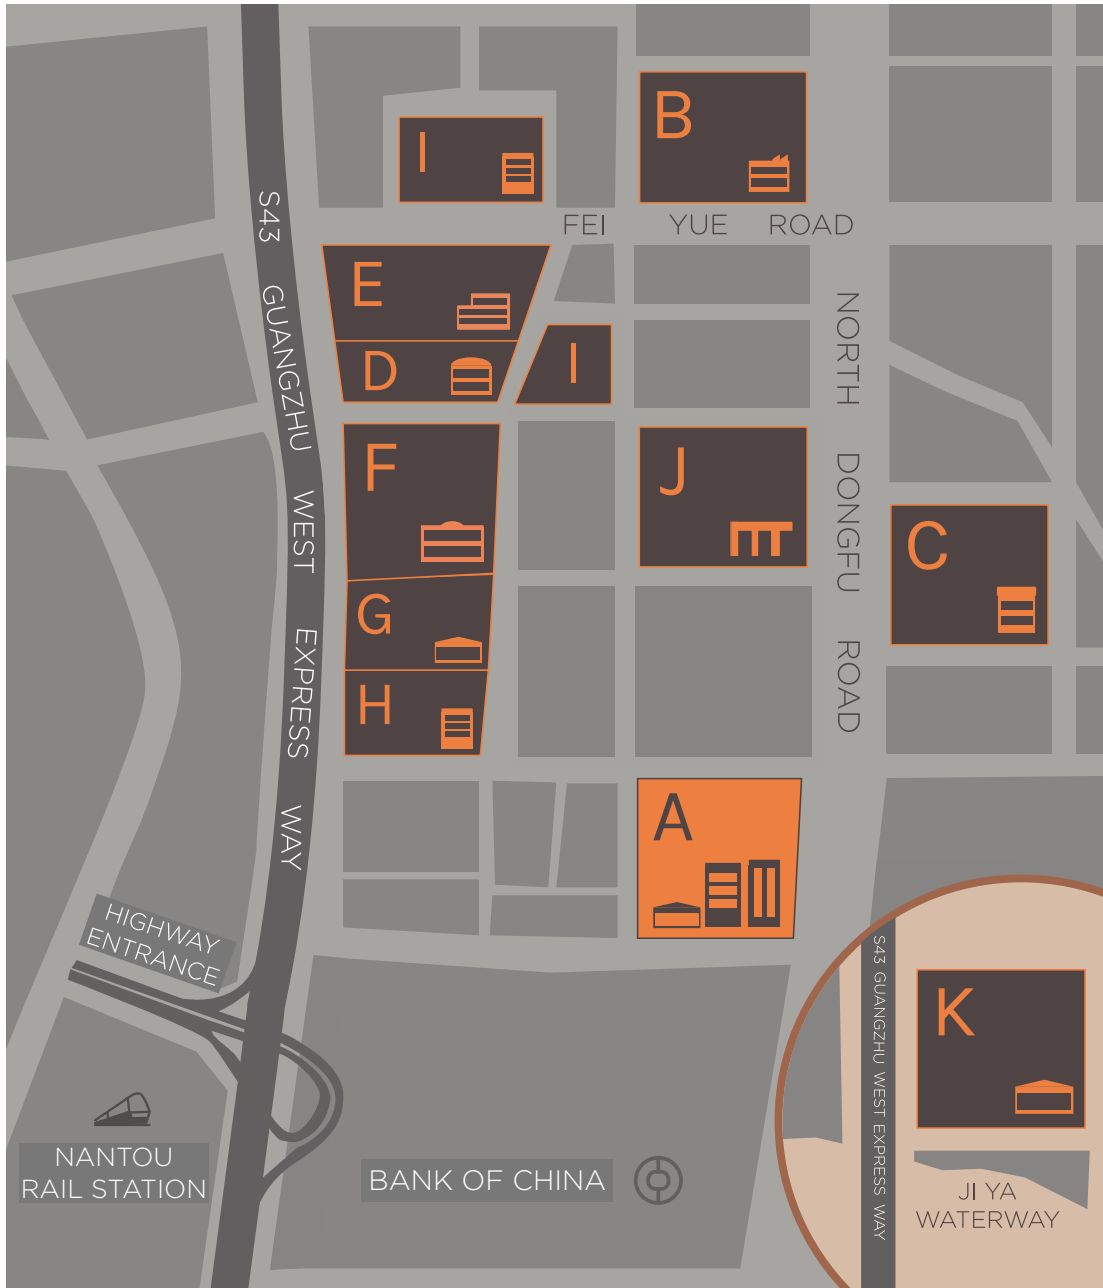 B
I
FEI YUE ROAD
S43 GUANGZHU WEST EXPRESS WAY
E
D
I
NORTH DONGFU ROAD
F
J
C
G
H
A
HIGHWAY
ENTRANCE
S43 GUANGZHU WEST EXPRESS WAY
K
NANTOU
RAIL STATION
BANK OF CHINA
JI YA
WATERWAY